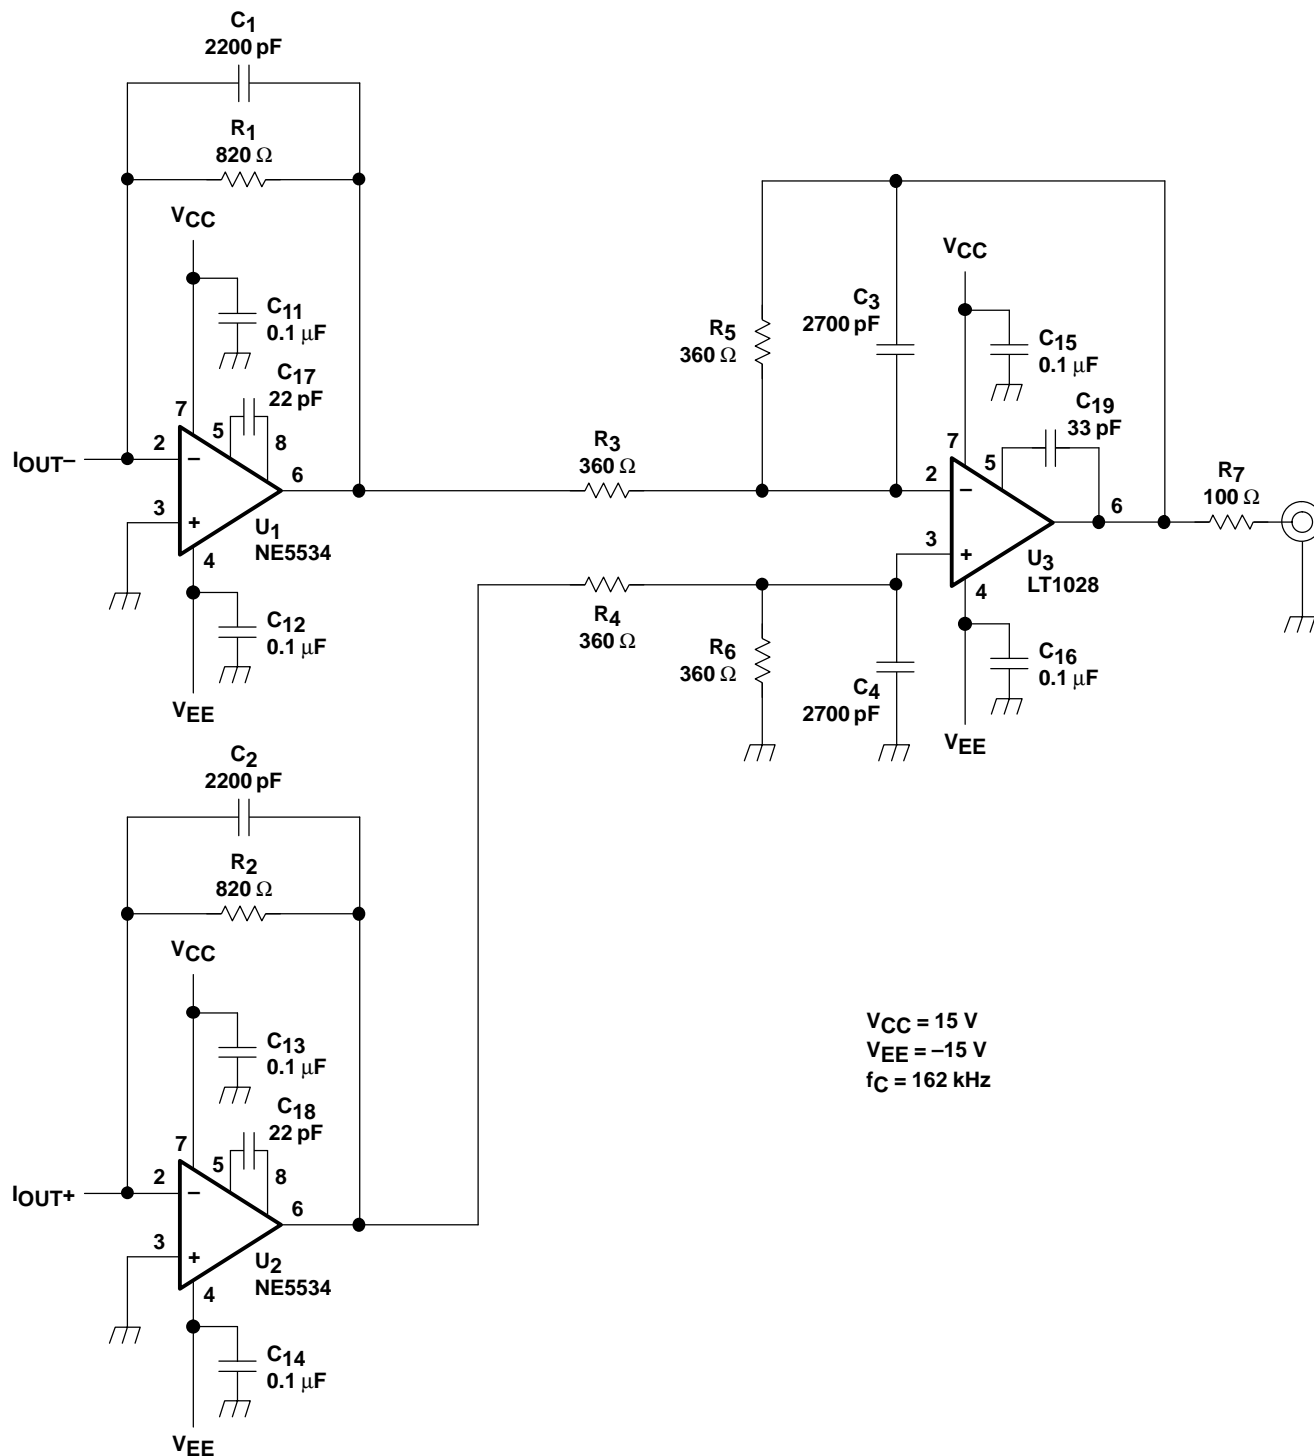 C1
2200 pF
R1
820 Ω
VCC
C11
0.1 μF
C17
22 pF
7
5
8
IOUT–
2
–
6
3
+
U1
NE5534
4
C12
0.1 μF
VEE
R3
360 Ω
R4
360 Ω
R5
360 Ω
C3
2700 pF
VCC
C15
0.1 μF
C19
33 pF
7
5
2
–
6
3
+
U3
LT1028
4
R7
100 Ω
R6
360 Ω
C4
2700 pF
C16
0.1 μF
VEE
C2
2200 pF
R2
820 Ω
VCC
C13
0.1 μF
C18
22 pF
7
5
8
IOUT+
2
–
6
3
+
U2
NE5534
4
C14
0.1 μF
VEE
VCC = 15 V
VEE = –15 V
fC = 162 kHz